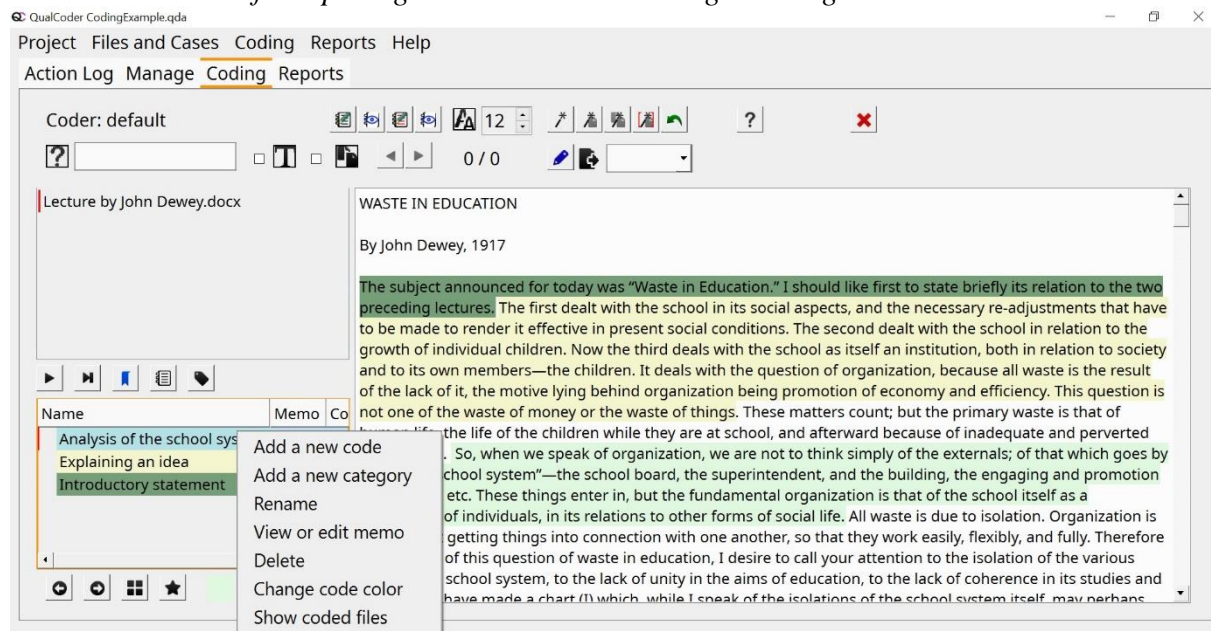 QualCoder CodingExample.qda
Project Files and Cases Coding Reports Help
Action Log Manage Coding Reports
Coder: default
12
?
?
T
0 / 0
Lecture by John Dewey.docx
Name Memo Co
Analysis of the school sys
Explaining an idea
Introductory statement
Add a new code
Add a new category
Rename
View or edit memo
Delete
Change code color
Show coded files
WASTE IN EDUCATION
By John Dewey, 1917
The subject announced for today was “Waste in Education.” I should like first to state briefly its relation to the two
preceding lectures. The first dealt with the school in its social aspects, and the necessary re-adjustments that have
to be made to render it effective in present social conditions. The second dealt with the school in relation to the
growth of individual children. Now the third deals with the school as itself an institution, both in relation to society
and to its own members—the children. It deals with the question of organization, because all waste is the result
of the lack of it, the motive lying behind organization being promotion of economy and efficiency. This question is
not one of the waste of money or the waste of things. These matters count; but the primary waste is that of
the life of the children while they are at school, and afterward because of inadequate and perverted
. So, when we speak of organization, we are not to think simply of the externals; of that which goes by
chool system”—the school board, the superintendent, and the building, the engaging and promotion
etc. These things enter in, but the fundamental organization is that of the school itself as a
of individuals, in its relations to other forms of social life. All waste is due to isolation. Organization is
getting things into connection with one another, so that they work easily, flexibly, and fully. Therefore
of this question of waste in education, I desire to call your attention to the isolation of the various
school system, to the lack of unity in the aims of education, to the lack of coherence in its studies and
have made a chart (I) which, while I speak of the isolations of the school system itself, may perhaps